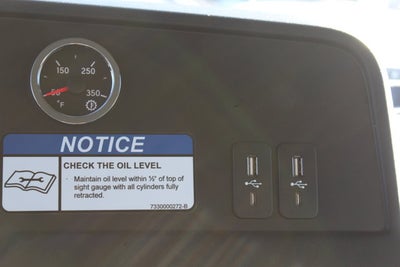 150 250
50 350
°F
NOTICE
CHECK THE OIL LEVEL
· Maintain oil level within ½" of top
of sight gauge with all cylinders fully
retracted.
7330000272-B